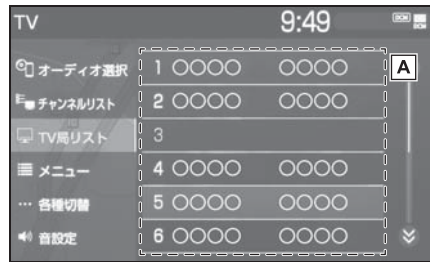 TV 9:49
オーディオ選択
チャンネルリスト
TV局リスト
メニュー
各種切替
音設定
1 ○○○○ ○○○○
2 ○○○○ ○○○○
3
4 ○○○○ ○○○○
5 ○○○○ ○○○○
6 ○○○○ ○○○○
A